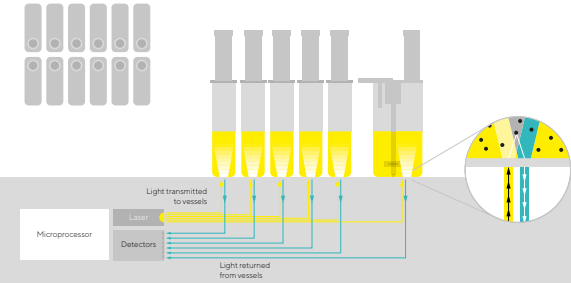 Light transmitted
to vessels
Laser
Microprocessor
Detectors
Light returned
from vessels